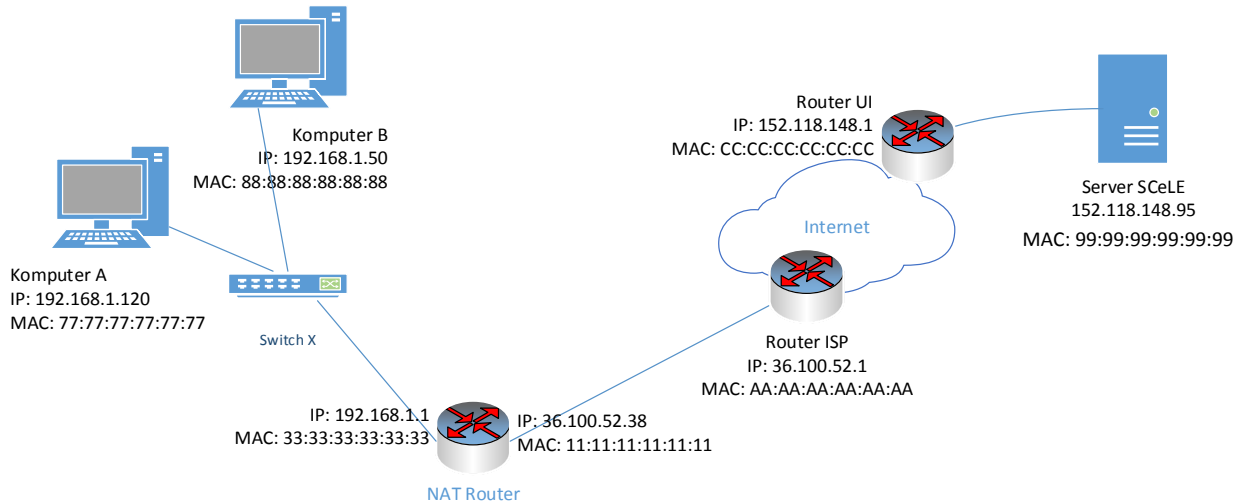 Komputer B
IP: 192.168.1.50
MAC: 88:88:88:88:88:88
Komputer A
IP: 192.168.1.120
MAC: 77:77:77:77:77:77
Switch X
IP: 192.168.1.1
MAC: 33:33:33:33:33:33
IP: 36.100.52.38
MAC: 11:11:11:11:11:11
NAT Router
Router ISP
IP: 36.100.52.1
MAC: AA:AA:AA:AA:AA:AA
Internet
Router UI
IP: 152.118.148.1
MAC: CC:CC:CC:CC:CC:CC
Server SCeLE
152.118.148.95
MAC: 99:99:99:99:99:99